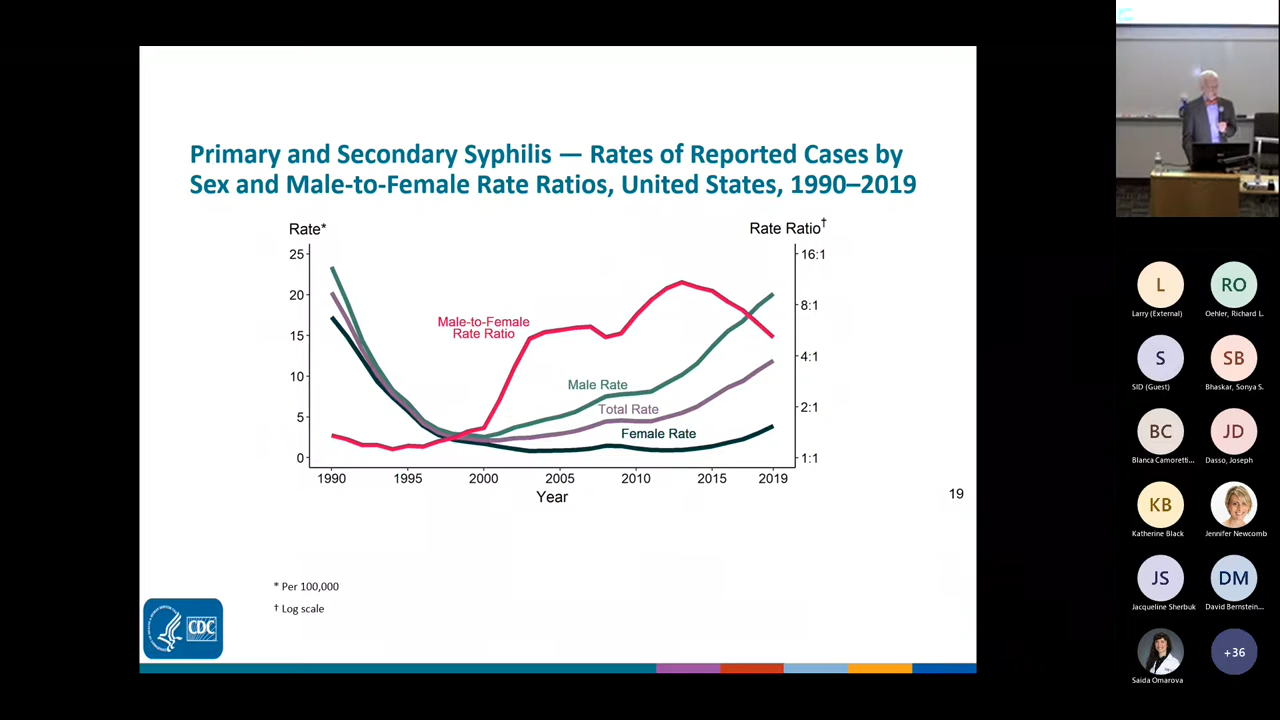 Primary and Secondary Syphilis — Rates of Reported Cases by
Sex and Male-to-Female Rate Ratios, United States, 1990–2019
Rate*
Rate Ratio†
25
20
15
10
5
0
16:1
8:1
4:1
2:1
1:1
Male-to-Female
Rate Ratio
Male Rate
Total Rate
Female Rate
1990
1995
2000
2005
2010
2015
2019
Year
19
* Per 100,000
† Log scale
CDC
L
RO
Larry (External)
Oehler, Richard L.
S
SB
SID (Guest)
Bhaskar, Sonya S.
BC
JD
Blanca Camoretti...
Dasso, Joseph
KB
Katherine Black
Jennifer Newcomb
JS
DM
Jacqueline Sherbuk
David Bernstein...
+36
Saida Omarova